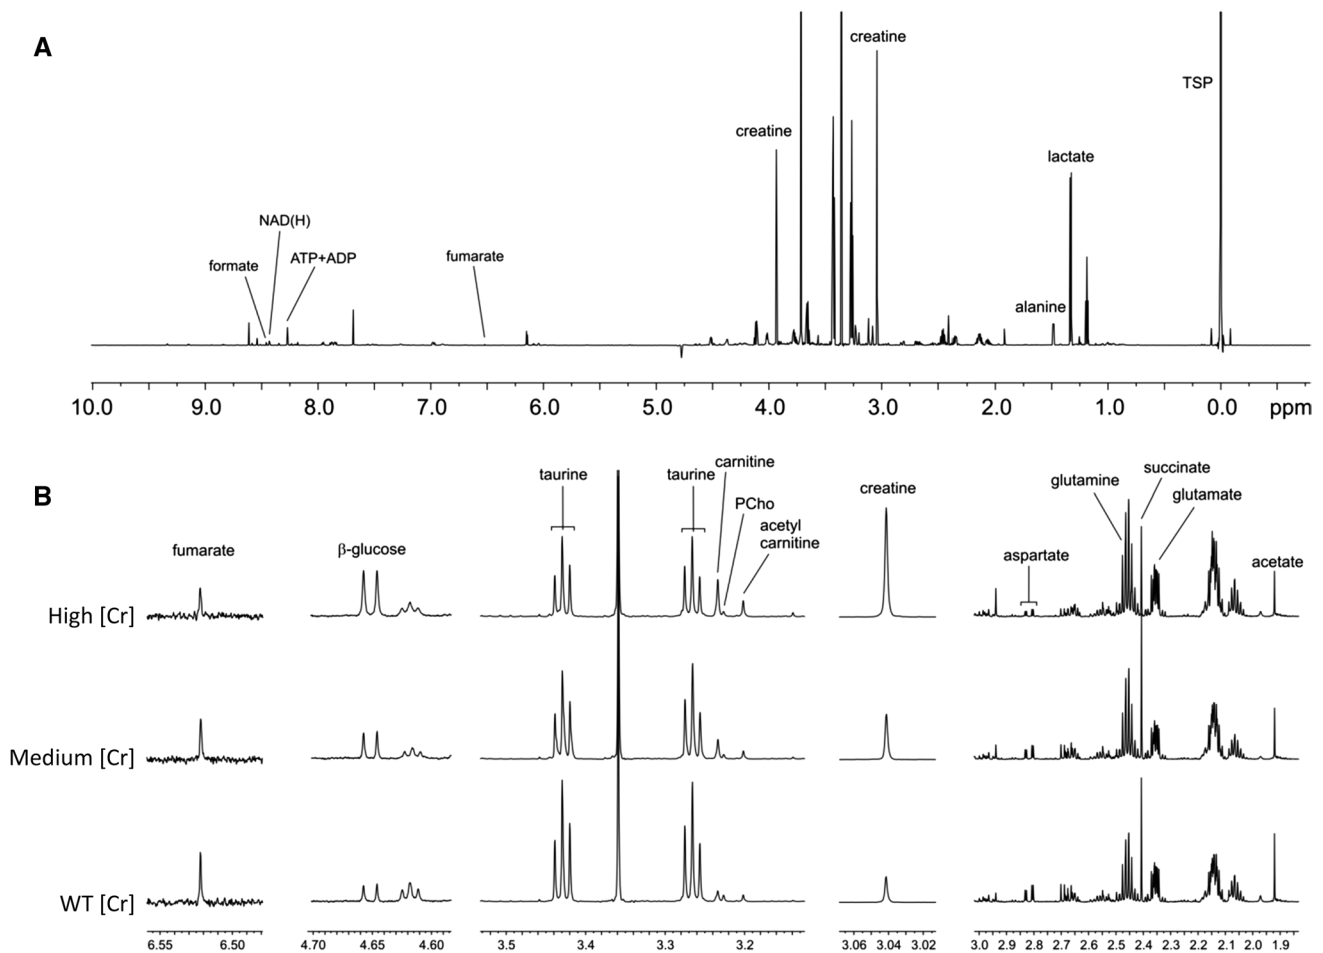 A
creatine
creatine
TSP
lactate
NAD(H)
ATP+ADP
formate
fumarate
alanine
10.0 9.0 8.0 7.0 6.0 5.0 4.0 3.0 2.0 1.0 0.0 ppm
B
taurine
taurine
carnitine
PCho
acetyl
carnitine
creatine
glutamine
succinate
glutamate
aspartate
acetate
fumarate
β-glucose
High [Cr]
Medium [Cr]
WT [Cr]
6.55 6.50
4.70 4.65 4.60
3.5 3.4 3.3 3.2
3.06 3.04 3.02
3.0 2.9 2.8 2.7 2.6 2.5 2.4 2.3 2.2 2.1 2.0 1.9